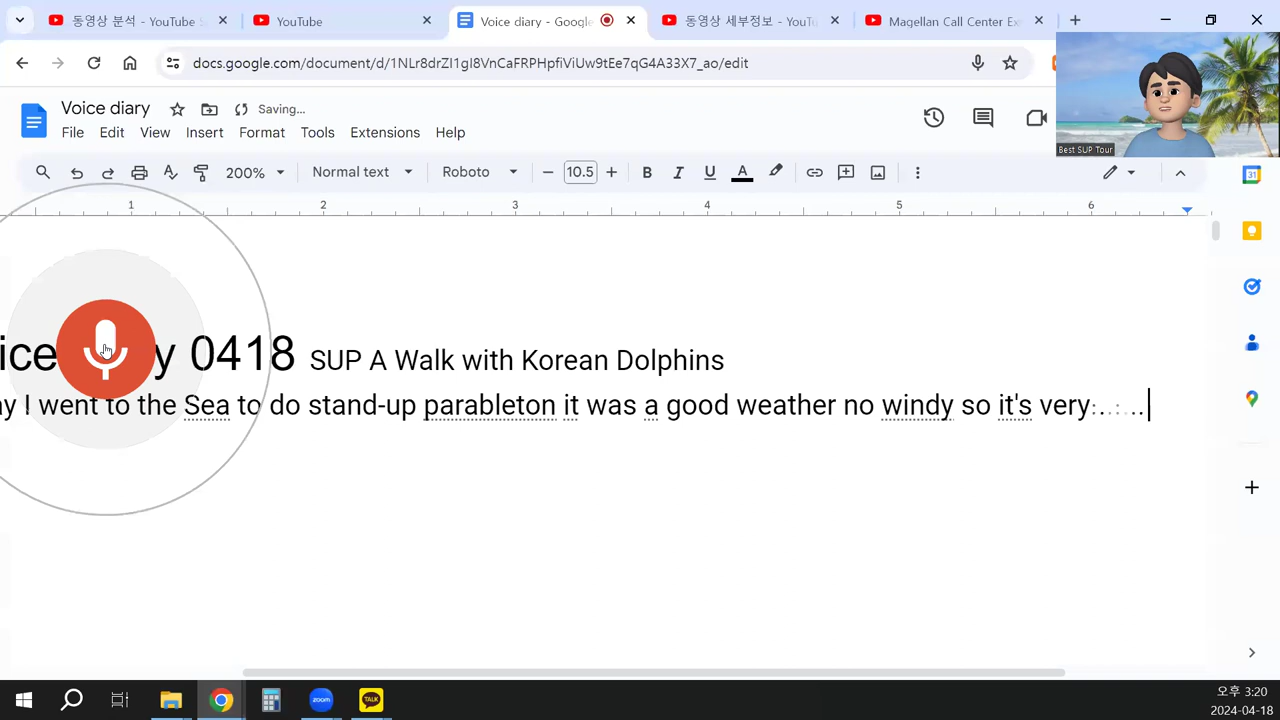 동영상 분석 - YouTube
YouTube
Voice diary - Google
동영상 세부정보 - YouTu
Magellan Call Center Ex
docs.google.com/document/d/1NLr8drZI1gI8VnCaFRPHpfiViUw9tEe7qG4A33X7_ao/edit
Best SUP Tour
Voice diary
Saving...
File Edit View Insert Format Tools Extensions Help
200% Normal text Roboto 10.5 B I U A
31
1 2 3 4 5 6
ice y 0418 SUP A Walk with Korean Dolphins
ay I went to the Sea to do stand-up parableton it was a good weather no windy so it's very
zoom
TALK
오후 3:20
2024-04-18